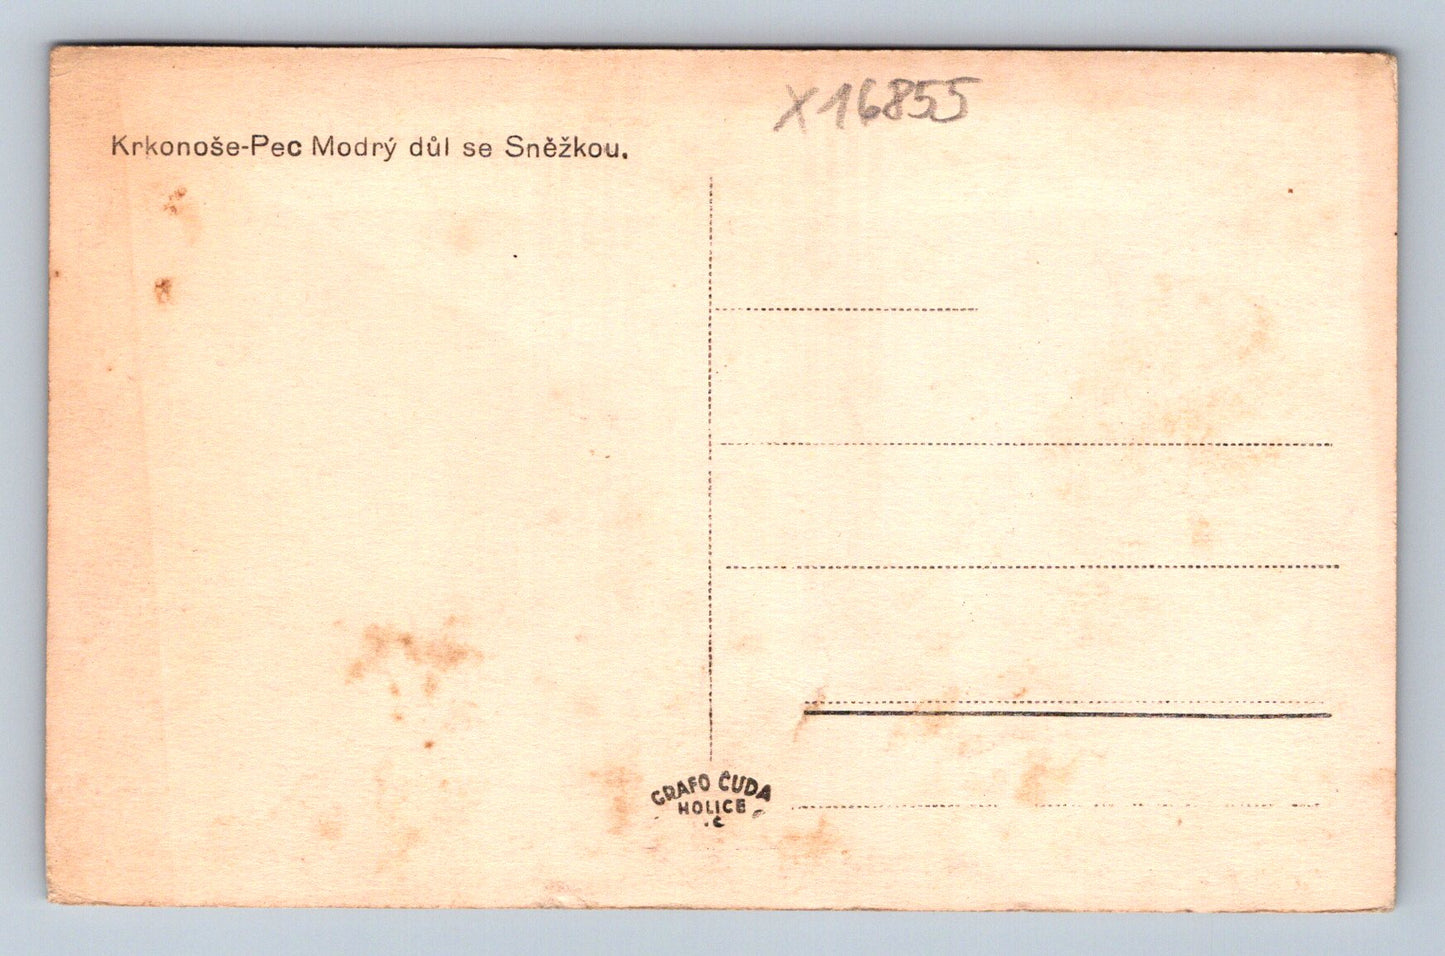 X16855
Krkonoše-Pec Modrý důl se Sněžkou.
GRAFO ČUDA
HOLICE